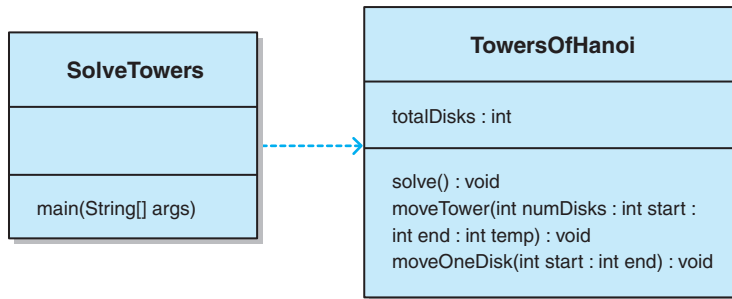 SolveTowers
main(String[] args)
TowersOfHanoi
totalDisks : int
solve() : void
moveTower(int numDisks : int start :
int end : int temp) : void
moveOneDisk(int start : int end) : void